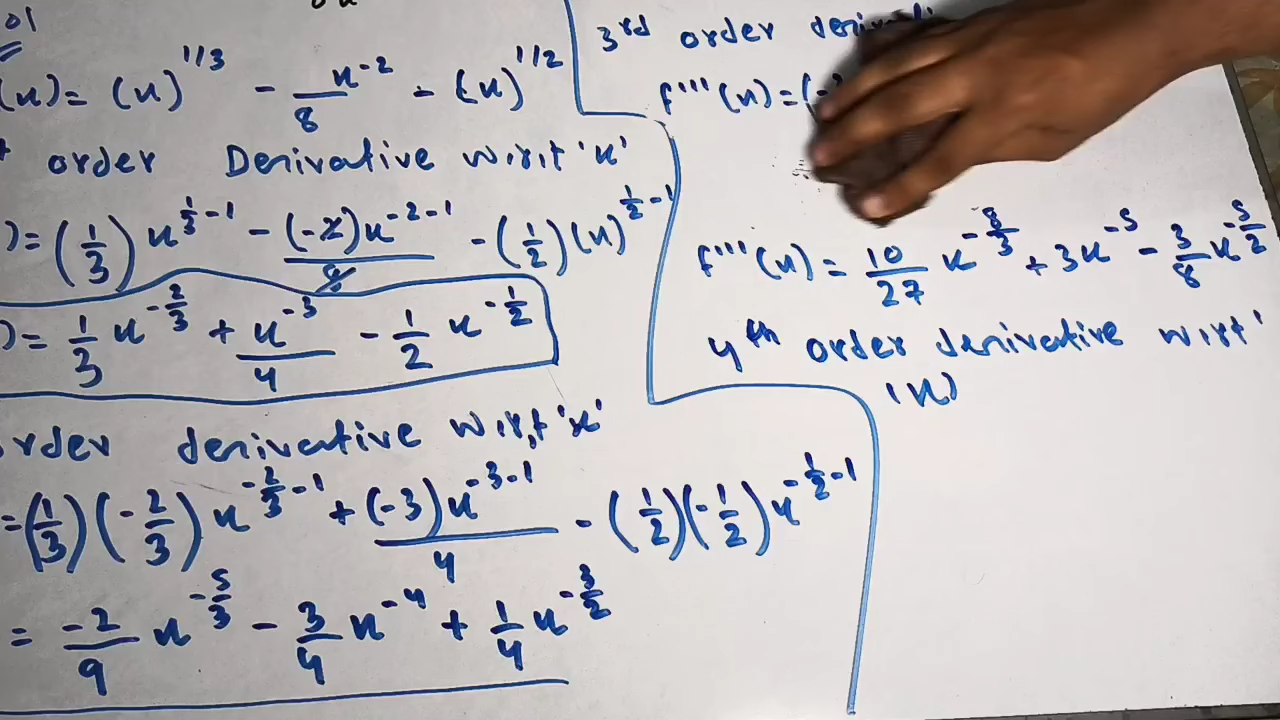 01
(x)= (x)^{1/3} - x^{-2}/8 - (x)^{1/2}
order Derivative w.r.t 'x'
)= (1/3) x^{1/3-1} - (-2)x^{-2-1}/8 - (1/2)(x)^{1/2-1}
)= 1/3 x^{-2/3} + x^{-3}/4 - 1/2 x^{-1/2}
rder derivative w.r.t 'x'
= (1/3)(-2/3) x^{-2/3-1} + (-3)x^{-3-1}/4 - (1/2)(-1/2) x^{-1/2-1}
= -2/9 x^{-5/3} - 3/4 x^{-4} + 1/4 x^{-3/2}
3rd order
f'''(x)=(-
f'''(x)= 10/27 x^{-8/3} + 3x^{-5} - 3/8 x^{-5/2}
4th order derivative w.r.t
(x)